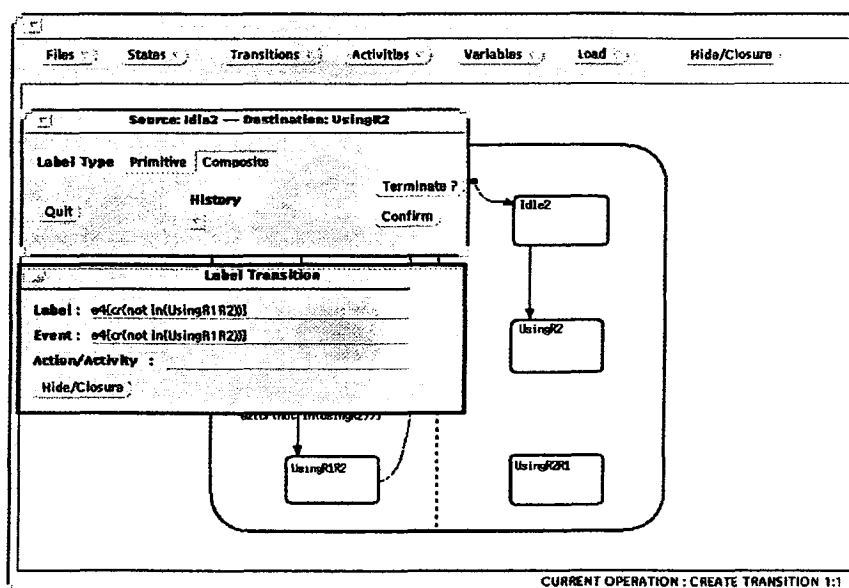 Files States Transitions Activities Variables Load Hide/Closure
Source: Idle2 — Destination: UsingR2
Label Type Primitive Composite
Terminate ?
History
Quit
Confirm
Idle2
Label Transition
Label : e4[cr(not in(UsingR1R2))]
Event : e4[cr(not in(UsingR1R2))]
Action/Activity :
Hide/Closure
UsingR2
UsingR1R2
UsingR2R1
CURRENT OPERATION : CREATE TRANSITION 1:1